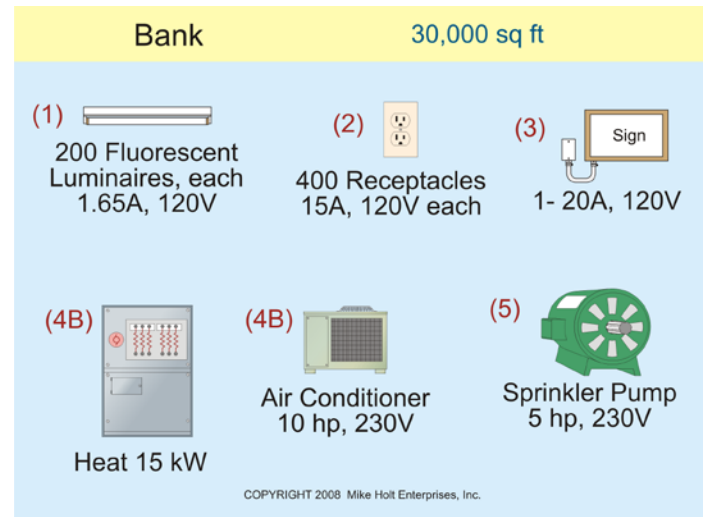 Bank 30,000 sq ft
(1)
200 Fluorescent
Luminaires, each
1.65A, 120V
(2)
400 Receptacles
15A, 120V each
(3)
Sign
1- 20A, 120V
(4B)
Heat 15 kW
(4B)
Air Conditioner
10 hp, 230V
(5)
Sprinkler Pump
5 hp, 230V
COPYRIGHT 2008 Mike Holt Enterprises, Inc.